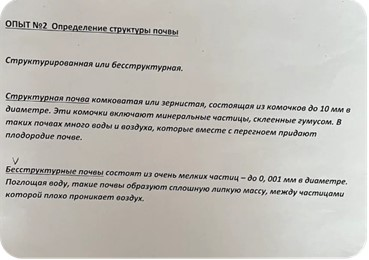 ОПЫТ №2 Определение структуры почвы
Структурированная или бесструктурная.
Структурная почва комковатая или зернистая, состоящая из комочков до 10 мм в
диаметре. Эти комочки включают минеральные частицы, склеенные гумусом. В
таких почвах много воды и воздуха, которые вместе с перегноем придают
плодородие почве.
Бесструктурные почвы состоят из очень мелких частиц – до 0, 001 мм в диаметре.
Поглощая воду, такие почвы образуют сплошную липкую массу, между частицами
которой плохо проникает воздух.